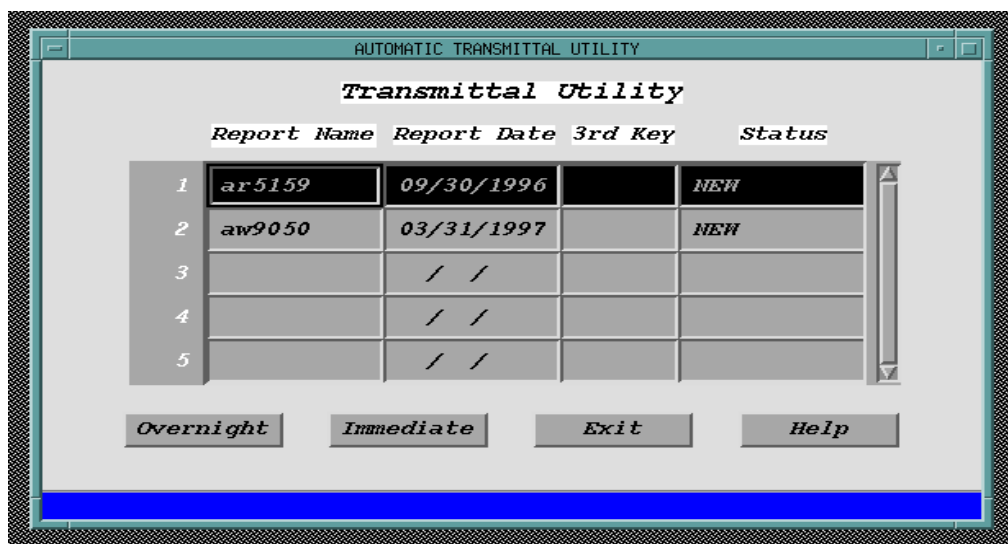 AUTOMATIC TRANSMITTAL UTILITY
Transmittal Utility
Report Name Report Date 3rd Key Status
1 ar5159 09/30/1996 NEW
2 aw9050 03/31/1997 NEW
3 / /
4 / /
5 / /
Overnight Immediate Exit Help